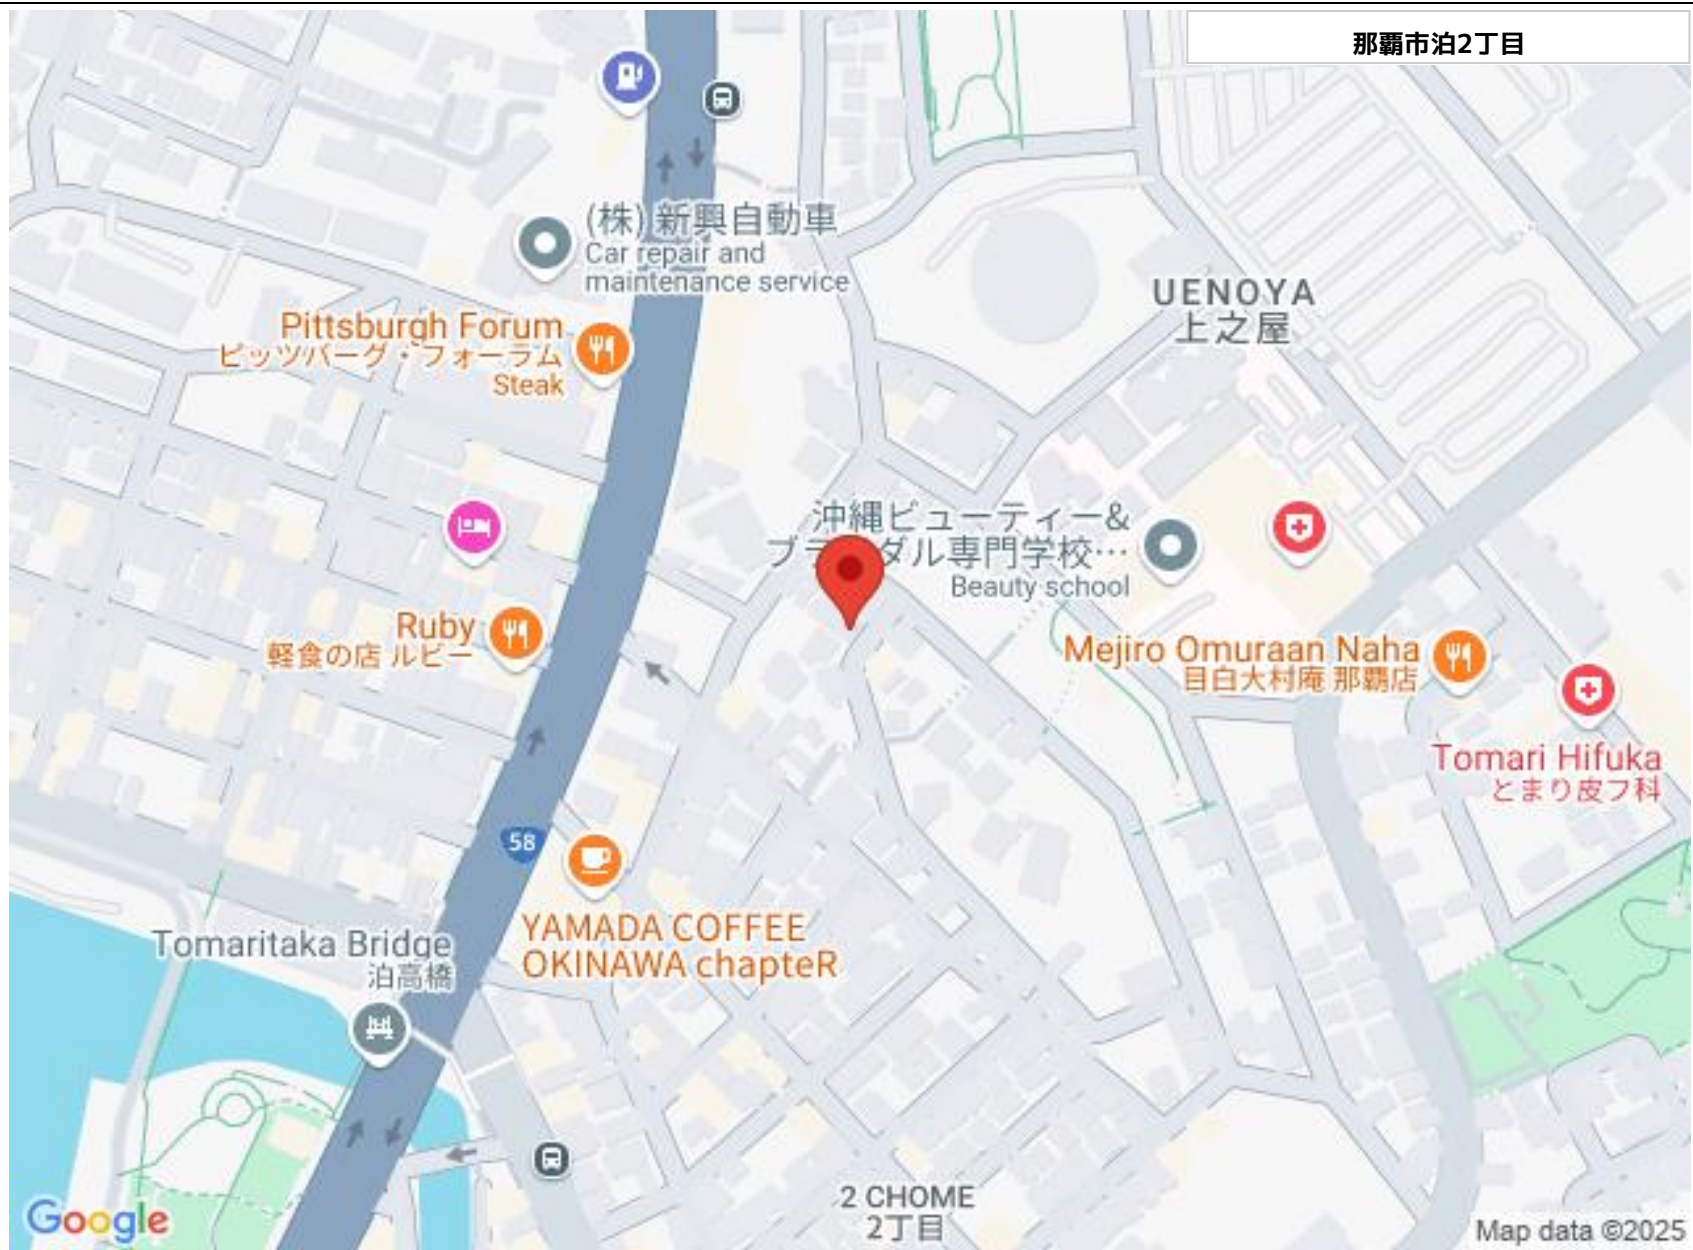 那覇市泊2丁目
(株) 新興自動車
Car repair and
maintenance service
UENOYA
上之屋
Pittsburgh Forum
ピッツバーグ・フォーラム
Steak
沖縄ビューティー&
ブラ ダル専門学校…
Beauty school
Ruby
軽食の店 ルビー
Mejiro Omuraan Naha
目白大村庵 那覇店
Tomari Hifuka
とまり皮フ科
58
YAMADA COFFEE
OKINAWA chapteR
Tomaritaka Bridge
泊高橋
2 CHOME
2丁目
Google
Map data ©2025